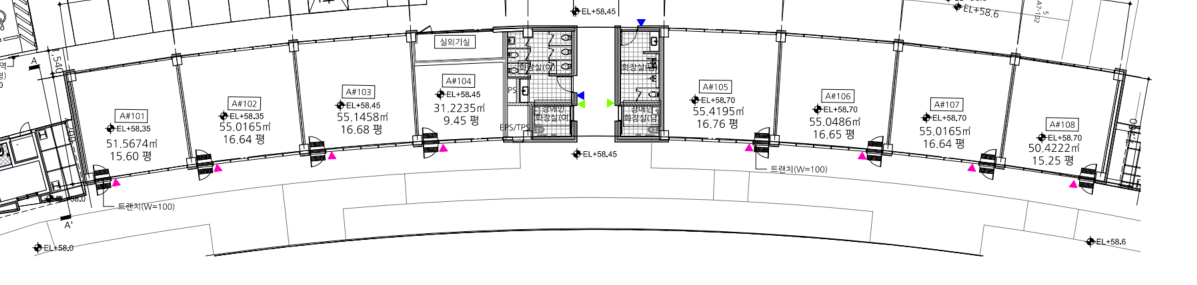 EL+58.45
EL+58.6
A
A#101
EL+58.35
51.5674㎡
15.60 평
A#102
EL+58.35
55.0165㎡
16.64 평
A#103
EL+58.45
55.1458㎡
16.68 평
실외기실
A#104
EL+58.45
31.2235㎡
9.45 평
화장실(여)
PS
EPS/TPS
장애인
화장실(여)
화장실(남)
장애인
화장실(남)
EL+58.45
A#105
EL+58.70
55.4195㎡
16.76 평
A#106
EL+58.70
55.0486㎡
16.65 평
A#107
EL+58.70
55.0165㎡
16.64 평
A#108
EL+58.70
50.4222㎡
15.25 평
트랜치(W=100)
트랜치(W=100)
A'
EL+58.0
EL+58.6